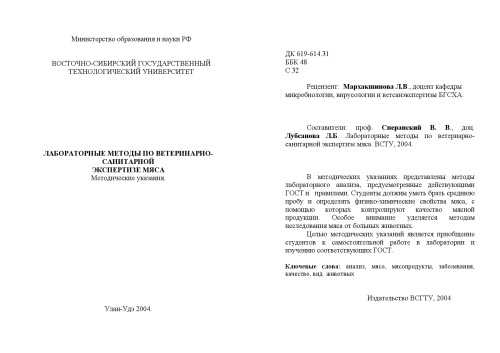 Министерство образования и науки РФ
ВОСТОЧНО-СИБИРСКИЙ ГОСУДАРСТВЕННЫЙ
ТЕХНОЛОГИЧЕСКИЙ УНИВЕРСИТЕТ
ЛАБОРАТОРНЫЕ МЕТОДЫ ПО ВЕТЕРИНАРНО-
САНИТАРНОЙ
ЭКСПЕРТИЗЕ МЯСА
Методические указания.
Улан-Удэ 2004.
ДК 619-614.31
ББК 48
С 32
Рецензент: Мархакшинова Л.В., доцент кафедры
микробиологии, вирусологии и ветсанэкспертизы БГСХА.
Составители: проф. Сперанский В. В., доц.
Лубсанова Л.Б. Лабораторные методы по ветеринарно-
санитарной экспертизе мяса. ВСТУ, 2004.
В методических указаниях представлены методы
лабораторного анализа, предусмотренные действующими
ГОСТ и правилами. Студенты должны уметь брать среднюю
пробу и определять физико-химические свойства мяса, с
помощью которых контролируют качество мясной
продукции. Особое внимание уделяется методам
исследования мяса от больных животных.
Целью методических указаний является приобщение
студентов к самостоятельной работе в лаборатории и
изучению соответствующих ГОСТ.
Ключевые слова: анализ, мясо, мясопродукты, заболевания,
качество, вид животных
Издательство ВСГТУ, 2004